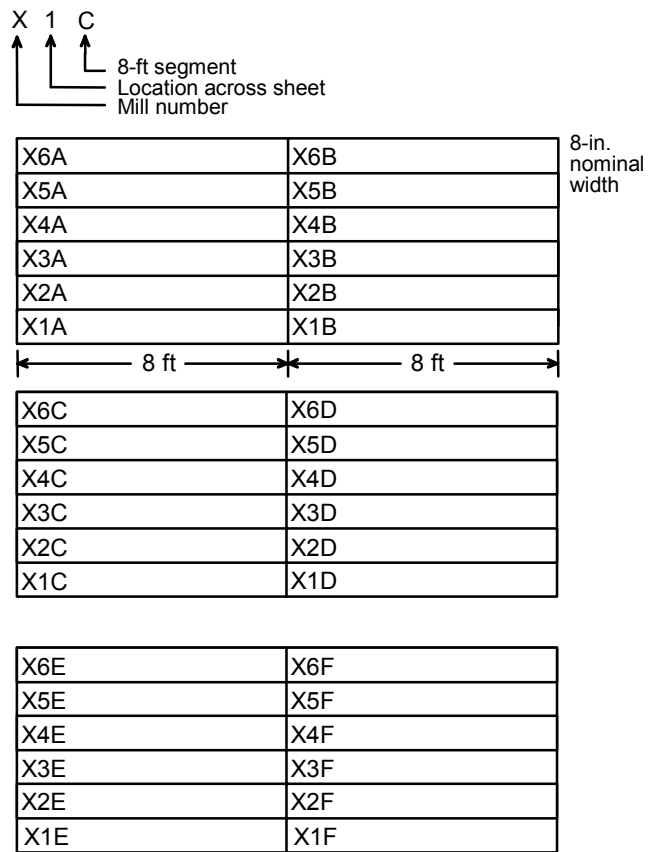 X 1 C
8-ft segment
Location across sheet
Mill number
8-in.
nominal
width
X6A X6B
X5A X5B
X4A X4B
X3A X3B
X2A X2B
X1A X1B
8 ft 8 ft
X6C X6D
X5C X5D
X4C X4D
X3C X3D
X2C X2D
X1C X1D
X6E X6F
X5E X5F
X4E X4F
X3E X3F
X2E X2F
X1E X1F